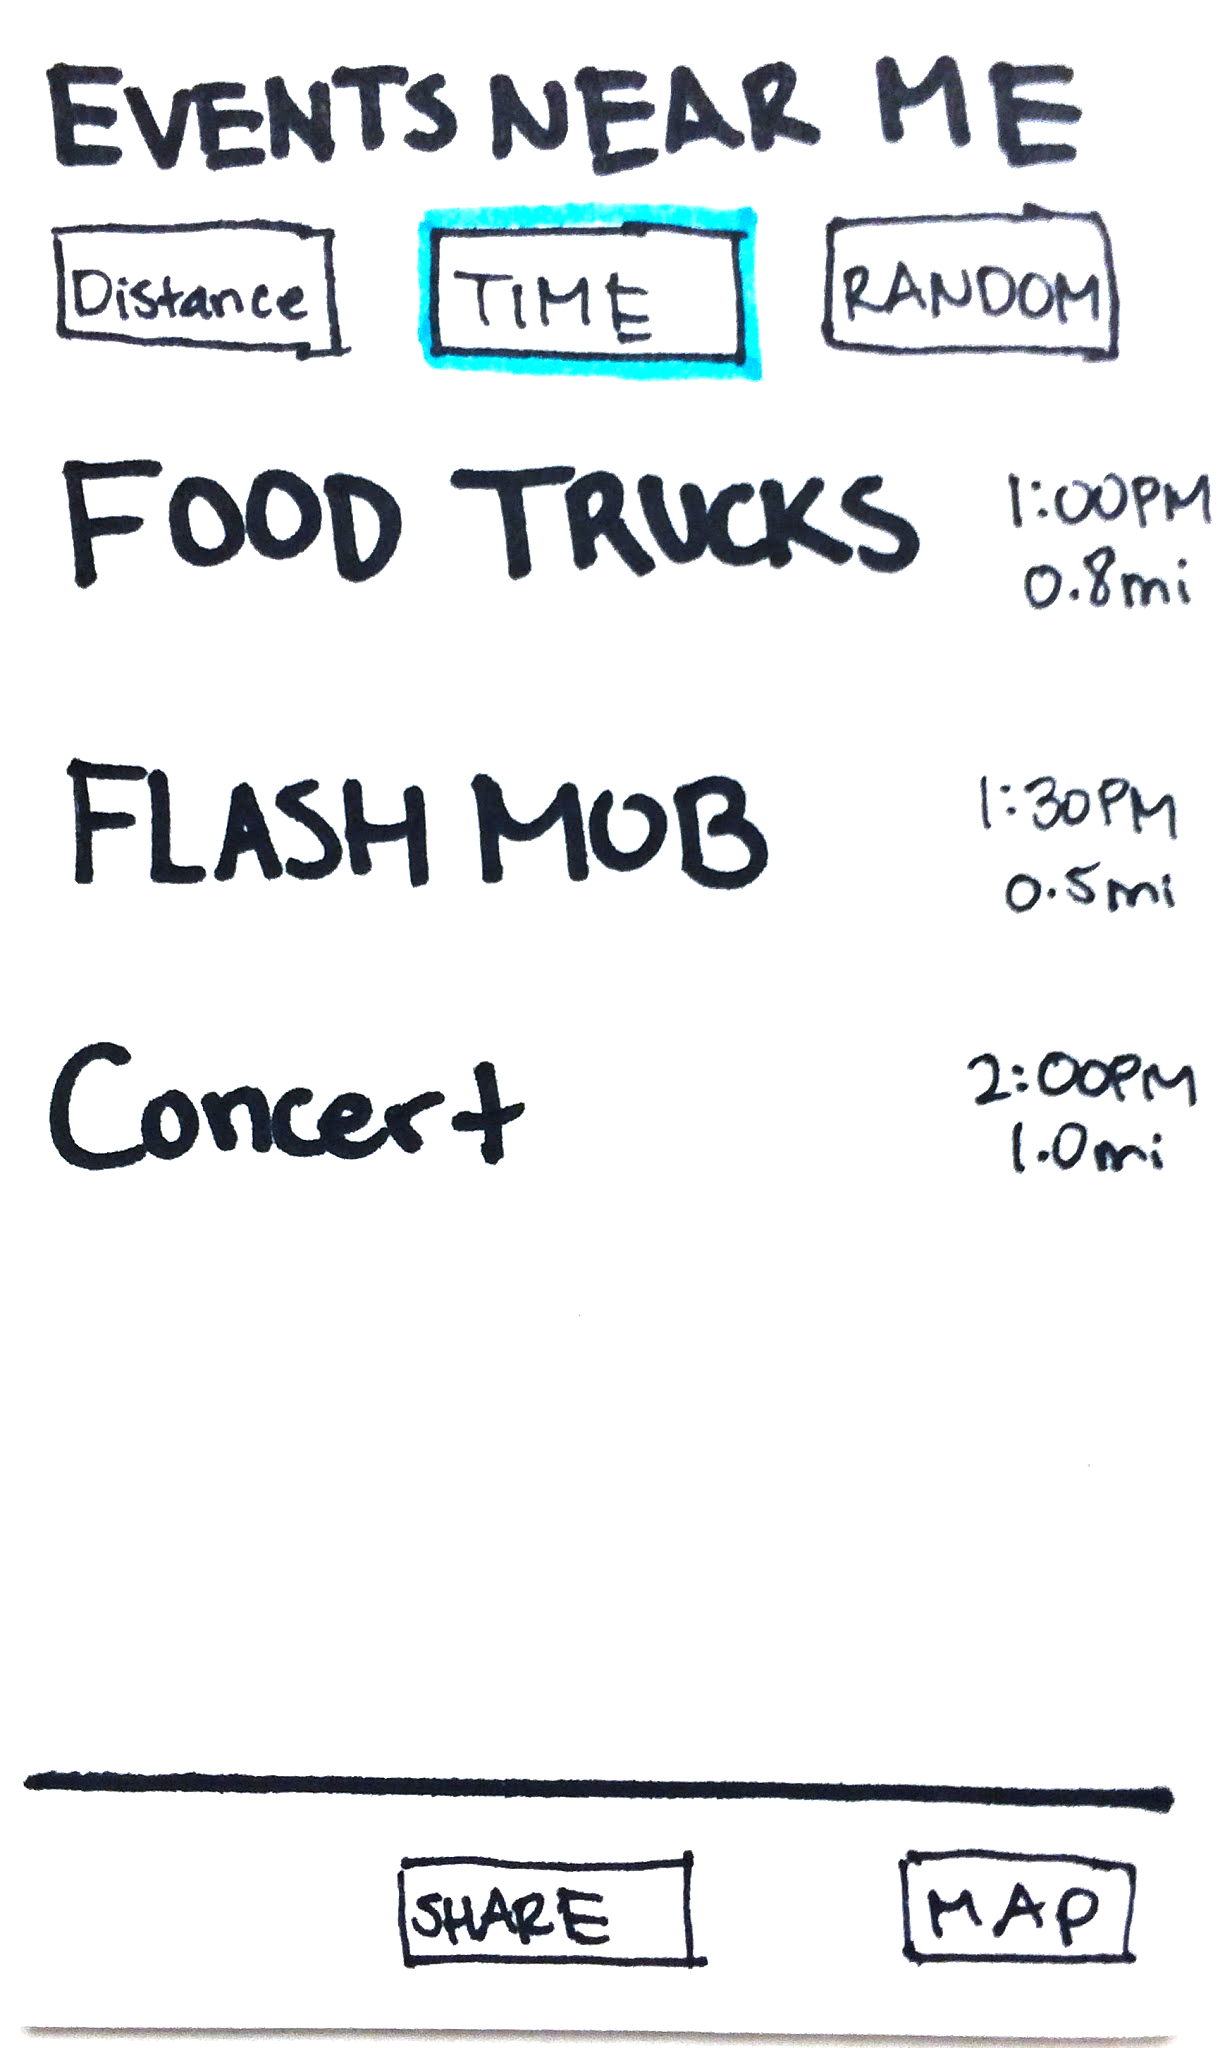 EVENTS NEAR ME
Distance TIME RANDOM
FOOD TRUCKS 1:00PM
0.8mi
FLASH MOB 1:30PM
0.5mi
Concert 2:00PM
1.0mi
SHARE MAP